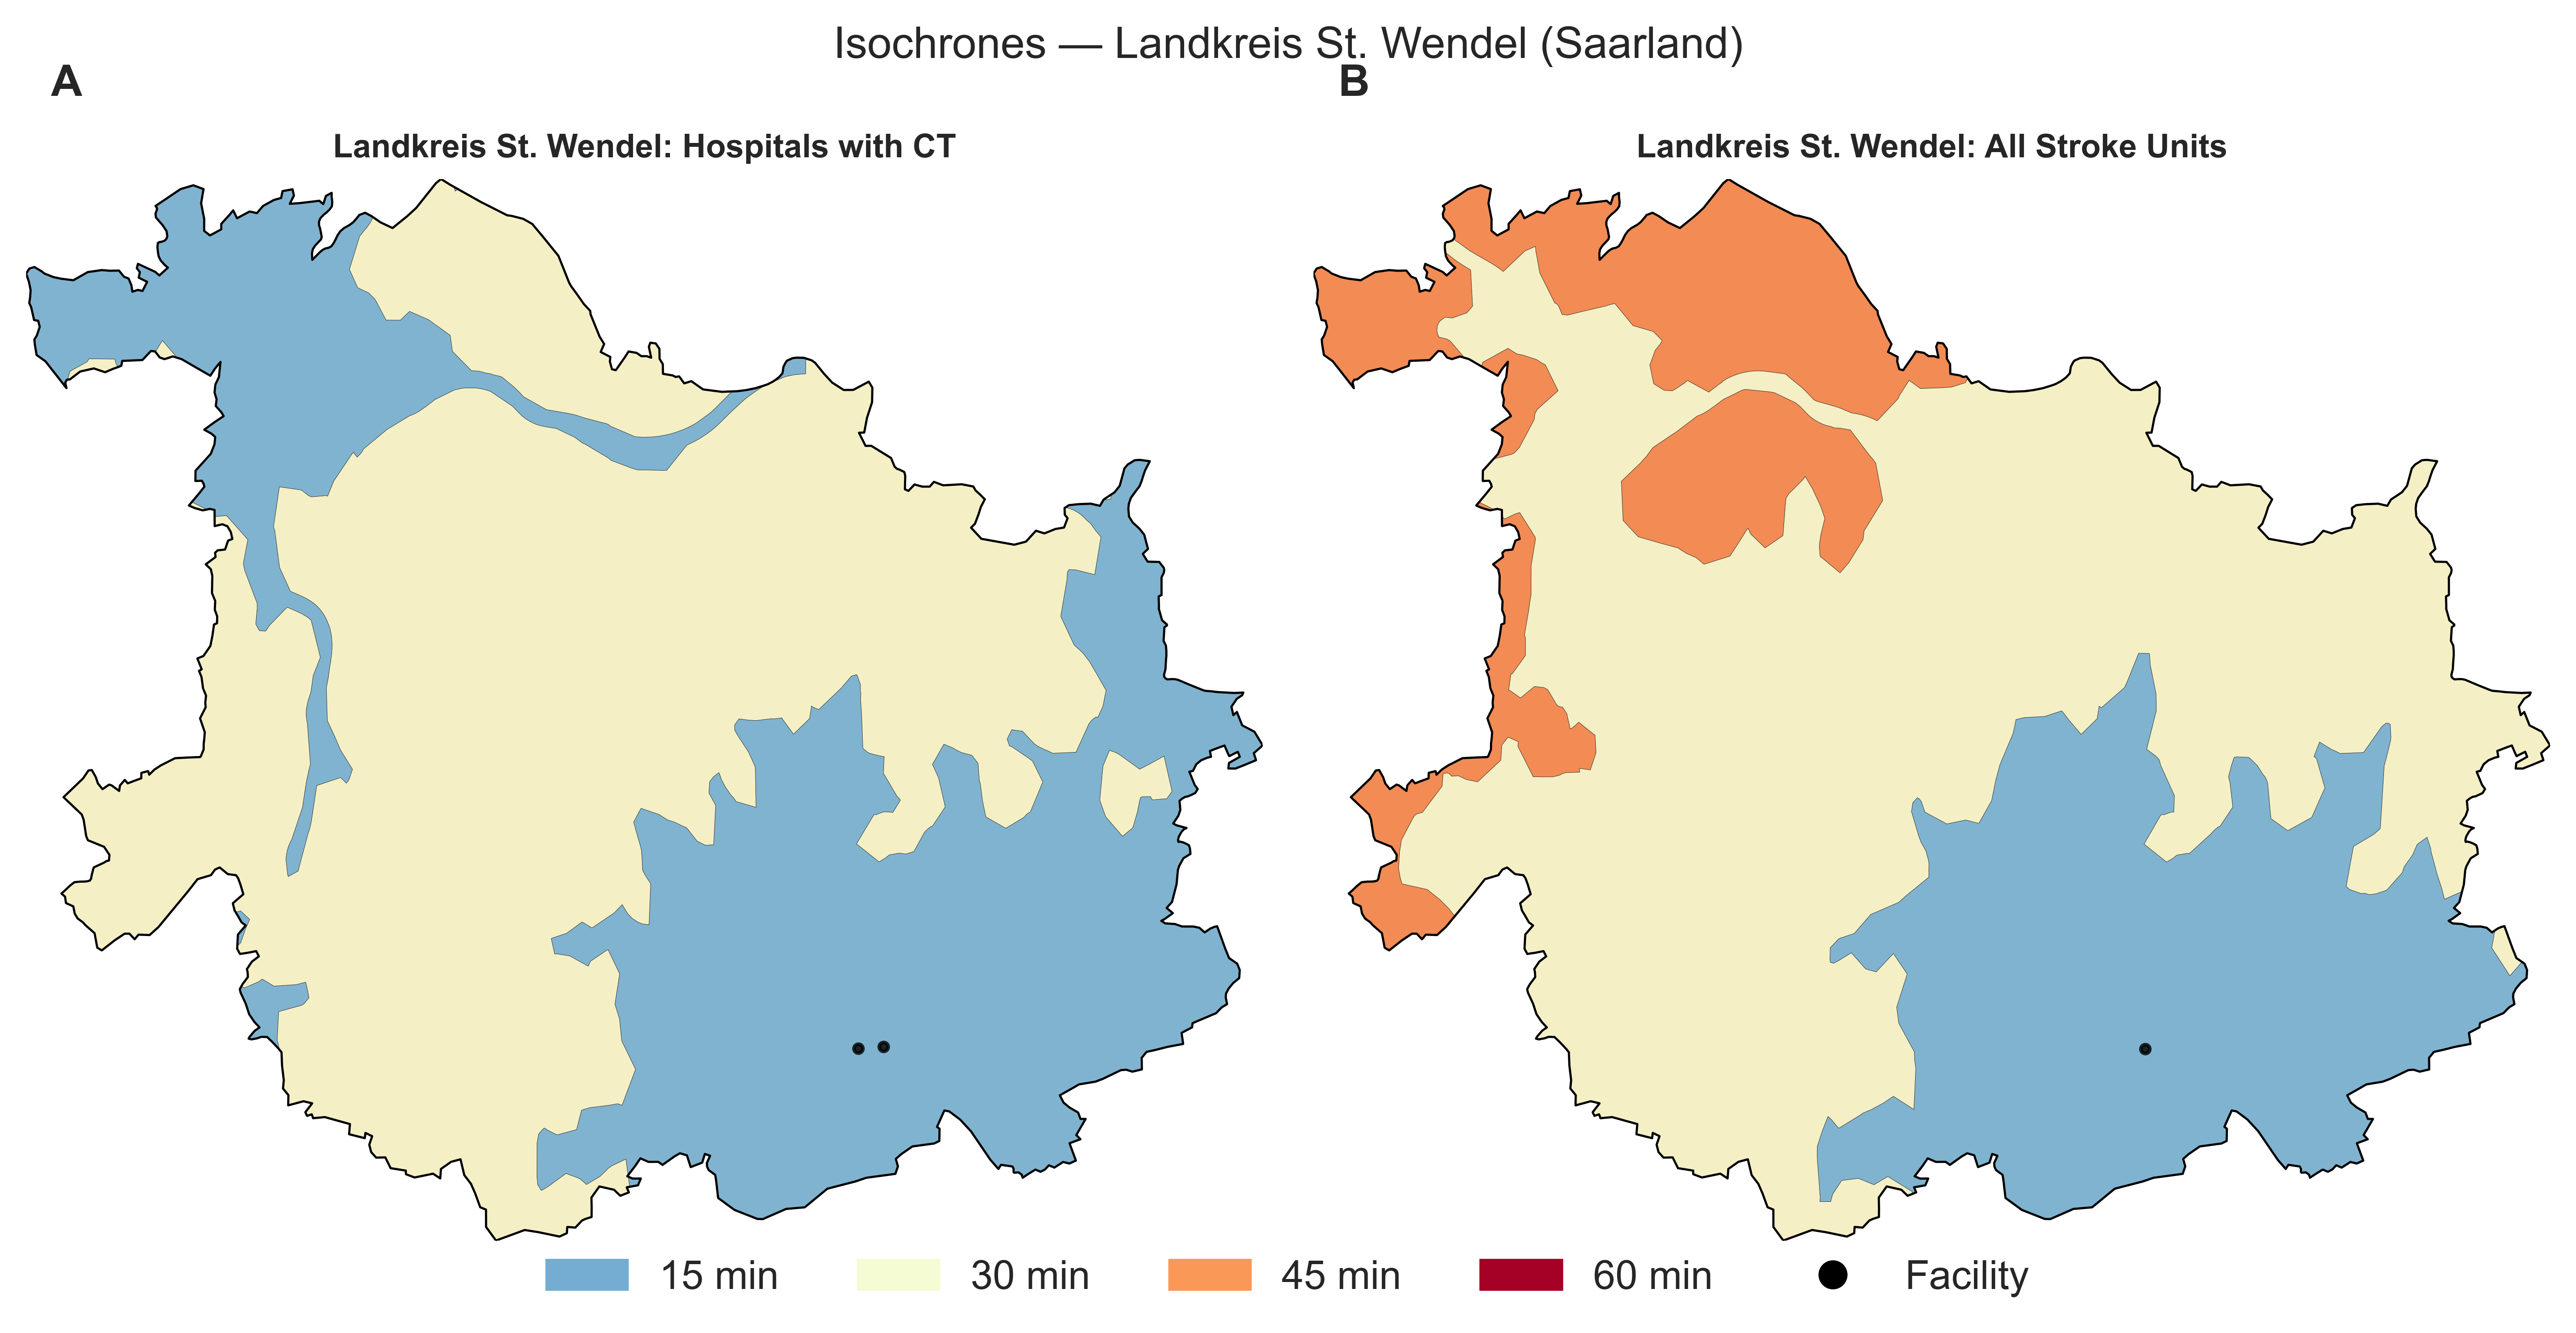 Isochrones — Landkreis St. Wendel (Saarland)
A
B
Landkreis St. Wendel: Hospitals with CT
Landkreis St. Wendel: All Stroke Units
15 min
30 min
45 min
60 min
Facility